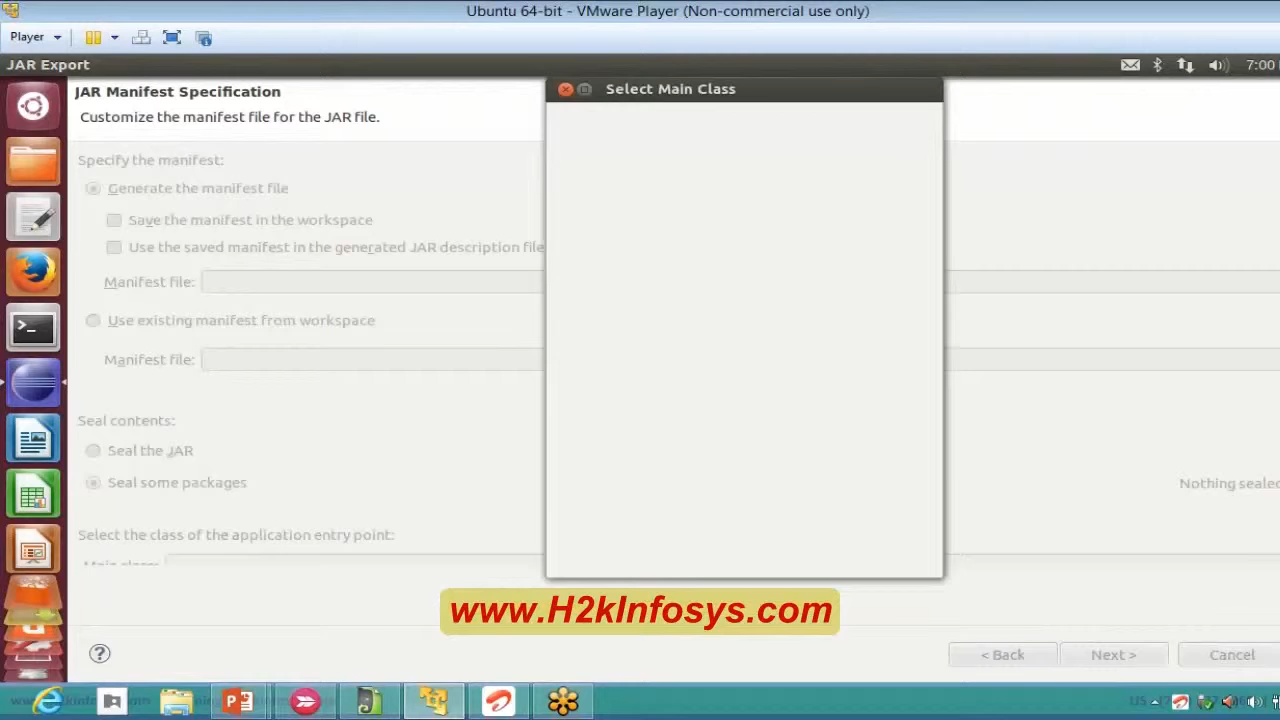 Ubuntu 64-bit - VMware Player (Non-commercial use only)
Player
JAR Export
7:00
JAR Manifest Specification
Select Main Class
Customize the manifest file for the JAR file.
Specify the manifest:
Generate the manifest file
Save the manifest in the workspace
Use the saved manifest in the generated JAR description file
Manifest file:
Use existing manifest from workspace
Manifest file:
Seal contents:
Seal the JAR
Seal some packages
Nothing sealed
Select the class of the application entry point:
Main class:
www.H2kInfosys.com
< Back
Next >
Cancel
US